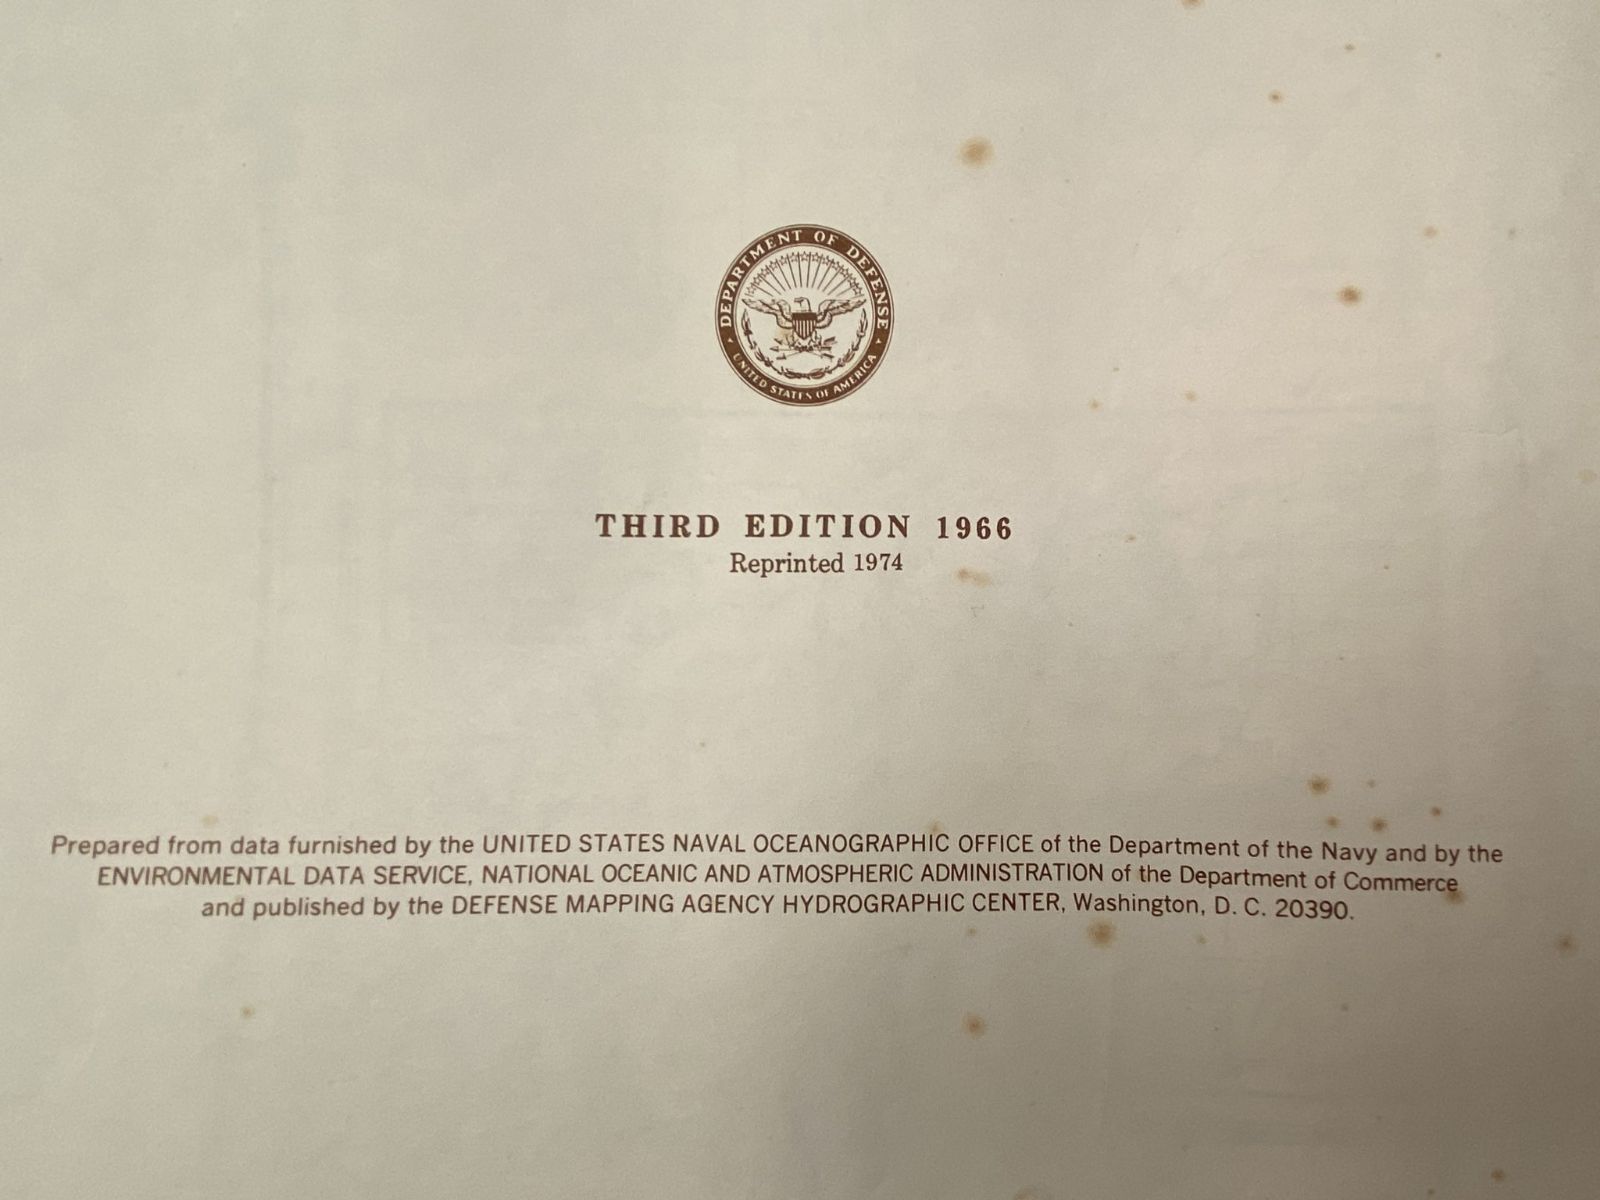 DEPARTMENT OF DEFENSE
UNITED STATES OF AMERICA
THIRD EDITION 1966
Reprinted 1974
Prepared from data furnished by the UNITED STATES NAVAL OCEANOGRAPHIC OFFICE of the Department of the Navy and by the
ENVIRONMENTAL DATA SERVICE, NATIONAL OCEANIC AND ATMOSPHERIC ADMINISTRATION of the Department of Commerce
and published by the DEFENSE MAPPING AGENCY HYDROGRAPHIC CENTER, Washington, D. C. 20390.